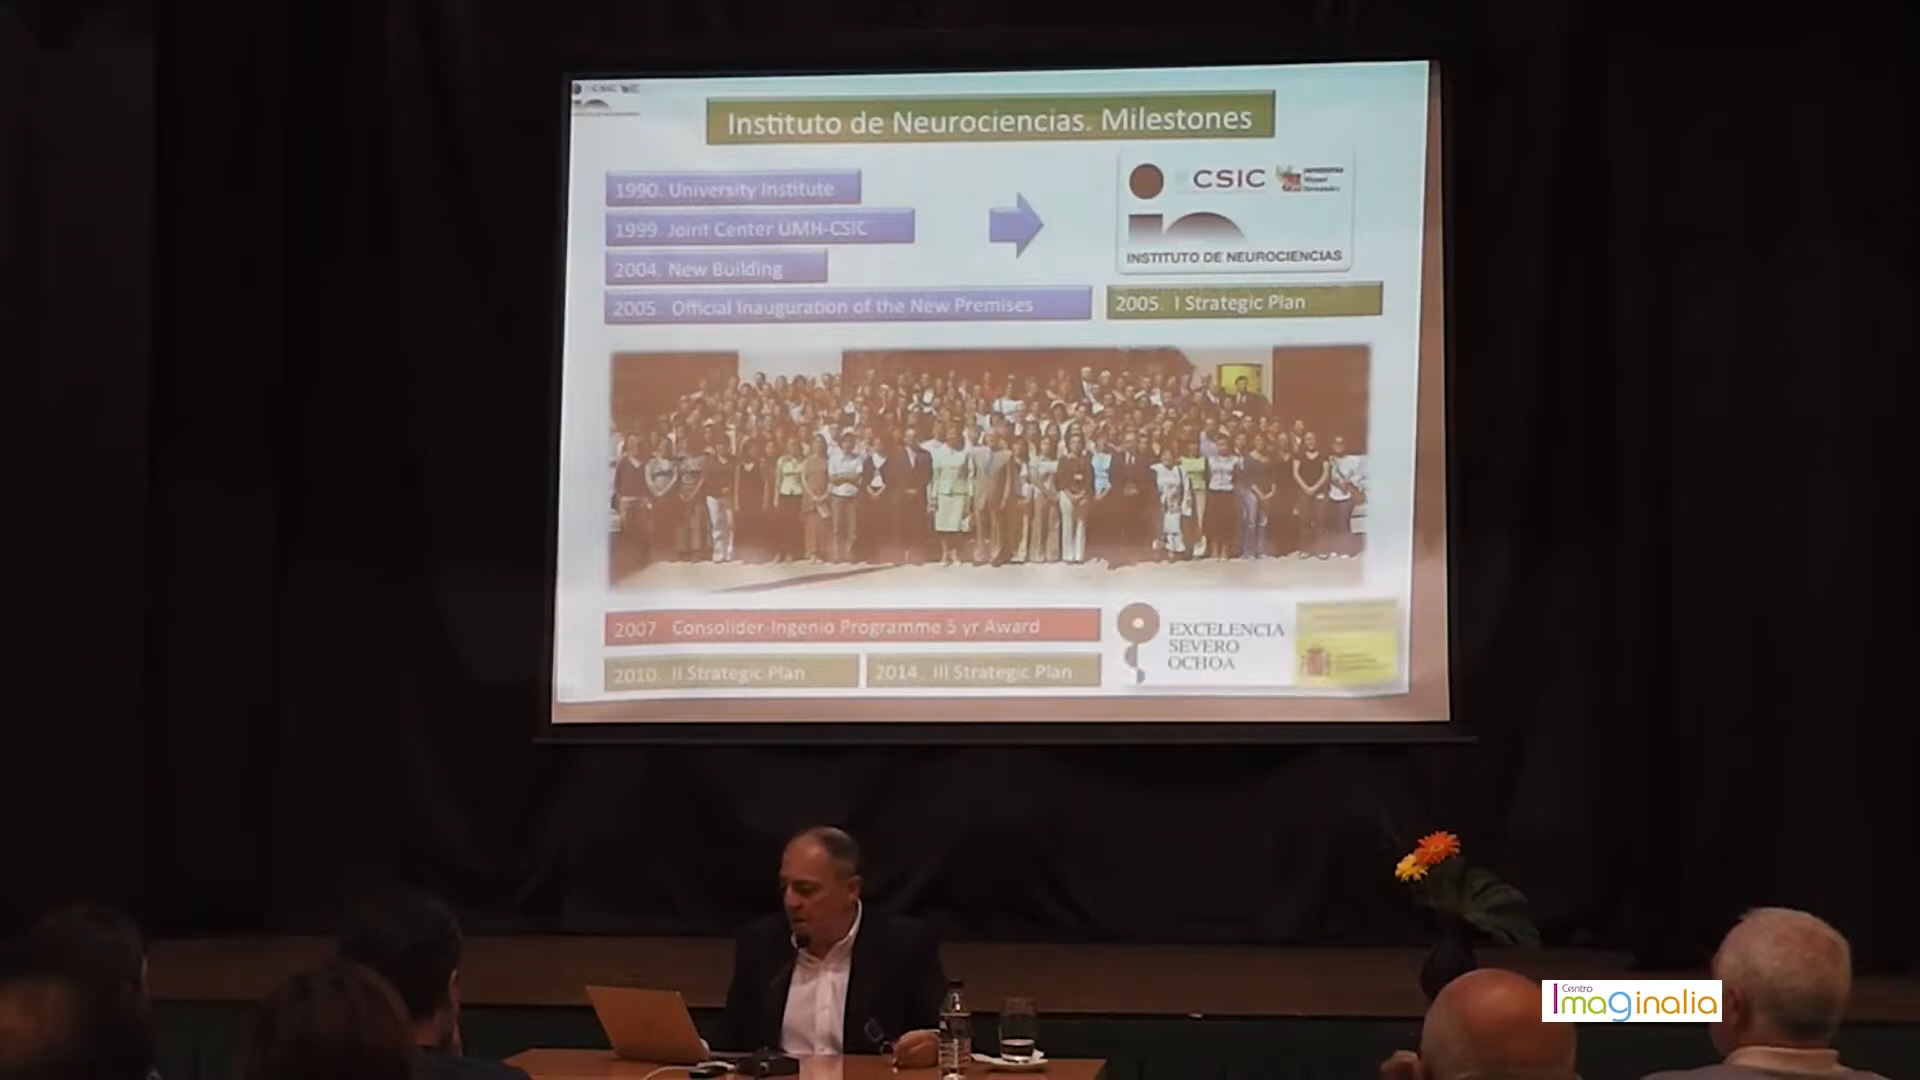 CSIC
Instituto de Neurociencias. Milestones
1990. University Institute
1999. Joint Center UMH-CSIC
2004. New Building
2005. Official Inauguration of the New Premises
CSIC
INSTITUTO DE NEUROCIENCIAS
2005. I Strategic Plan
2007 Consolider-Ingenio Programme 5 yr Award
2010. II Strategic Plan
2014. III Strategic Plan
EXCELENCIA
SEVERO
OCHOA
Centro
Imaginalia